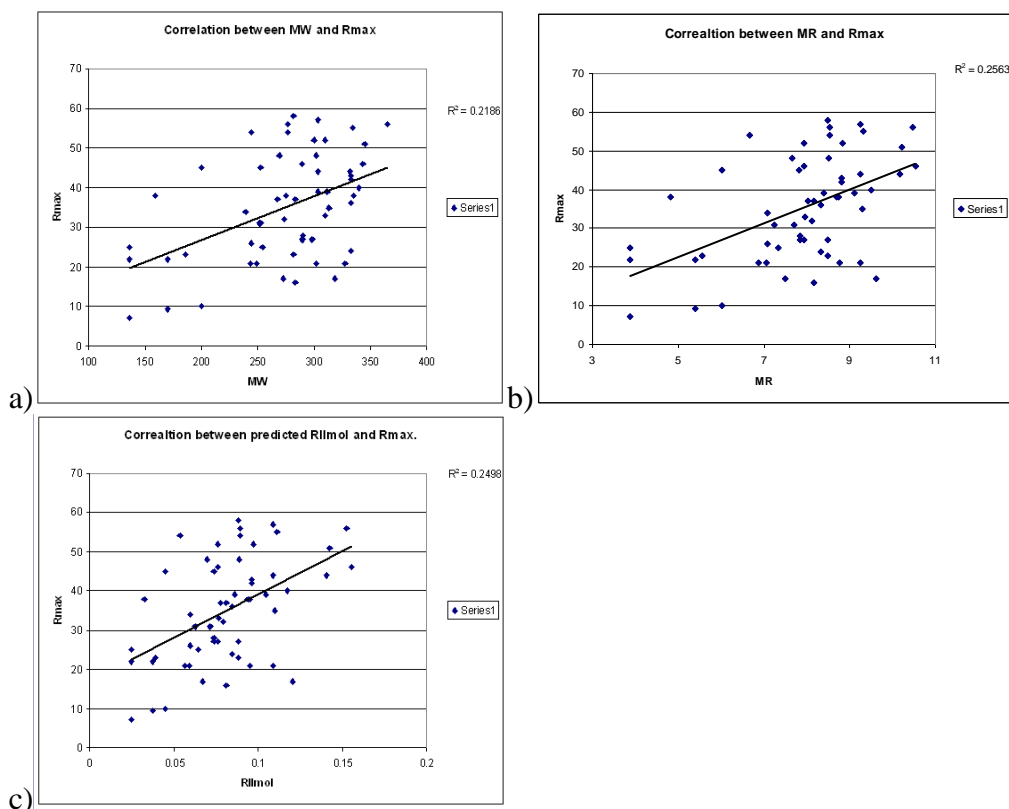 Correlation between MW and Rmax
R² = 0.2186
70
60
50
40
30
20
10
0
Rmax
100 150 200 250 300 350 400
MW
Series1
a)
Correaltion between MR and Rmax
R² = 0.2563
70
60
50
40
30
20
10
0
Rmax
3 5 7 9 11
MR
Series1
b)
Correaltion between predicted RIImol and Rmax.
R² = 0.2498
70
60
50
40
30
20
10
0
Rmax
0 0.05 0.1 0.15 0.2
RIImol
Series1
c)